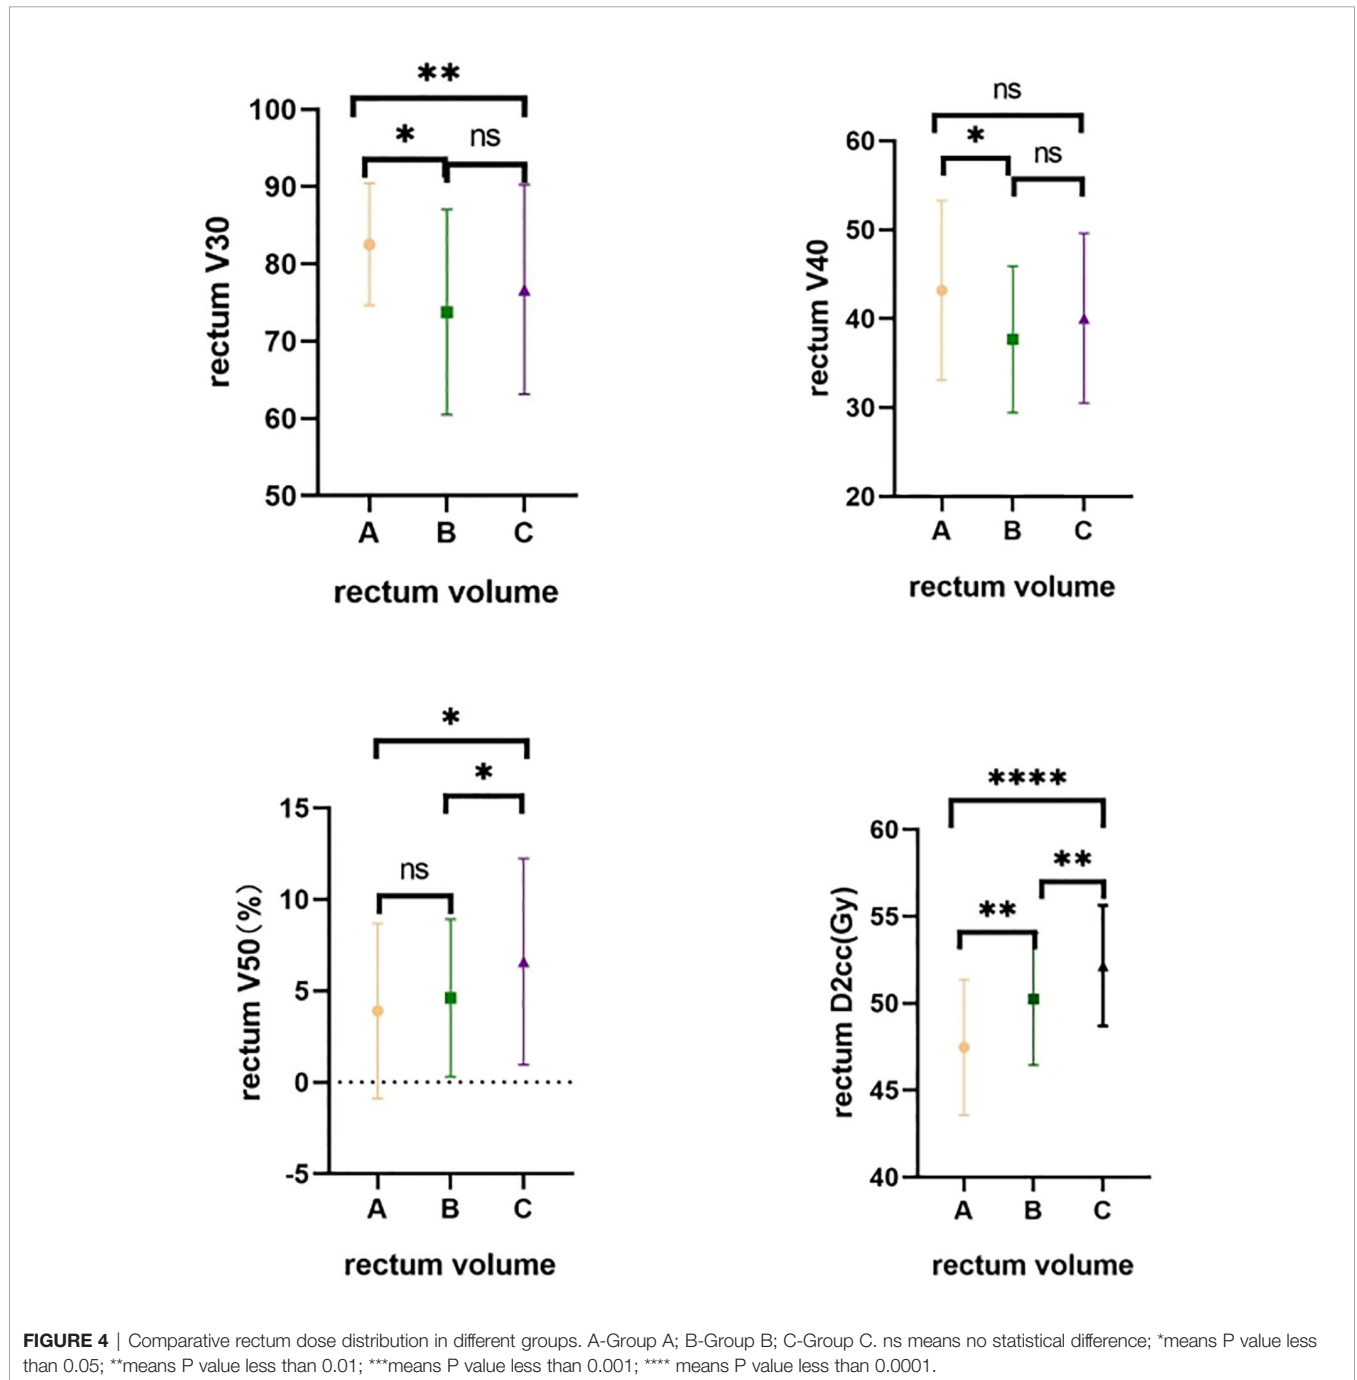 **
100
*
ns
90
80
70
60
50
rectum V30
A B C
rectum volume
ns
60
*
ns
50
40
30
20
rectum V40
A B C
rectum volume
*
*
15
ns
10
5
0
-5
rectum V50(%)
A B C
rectum volume
****
60
**
55
**
50
45
40
rectum D2cc(Gy)
A B C
rectum volume
FIGURE 4 | Comparative rectum dose distribution in different groups. A-Group A; B-Group B; C-Group C. ns means no statistical difference; *means P value less
than 0.05; **means P value less than 0.01; ***means P value less than 0.001; **** means P value less than 0.0001.